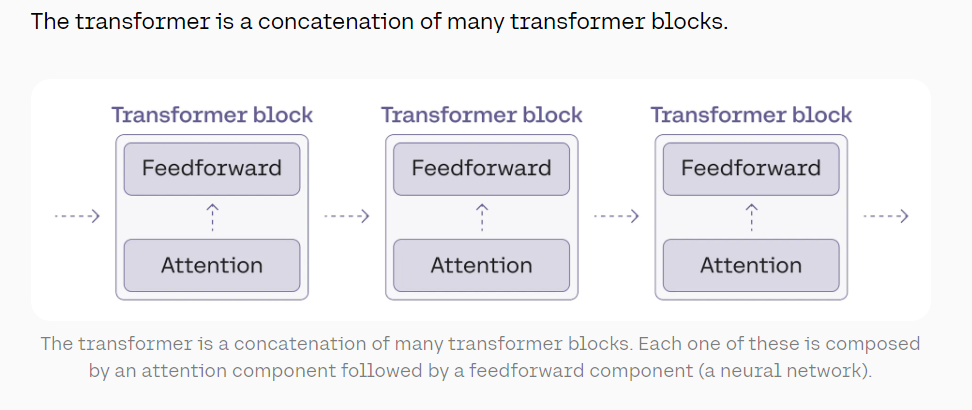 The transformer is a concatenation of many transformer blocks.
Transformer block
Feedforward
Attention
Transformer block
Feedforward
Attention
Transformer block
Feedforward
Attention
The transformer is a concatenation of many transformer blocks. Each one of these is composed
by an attention component followed by a feedforward component (a neural network).